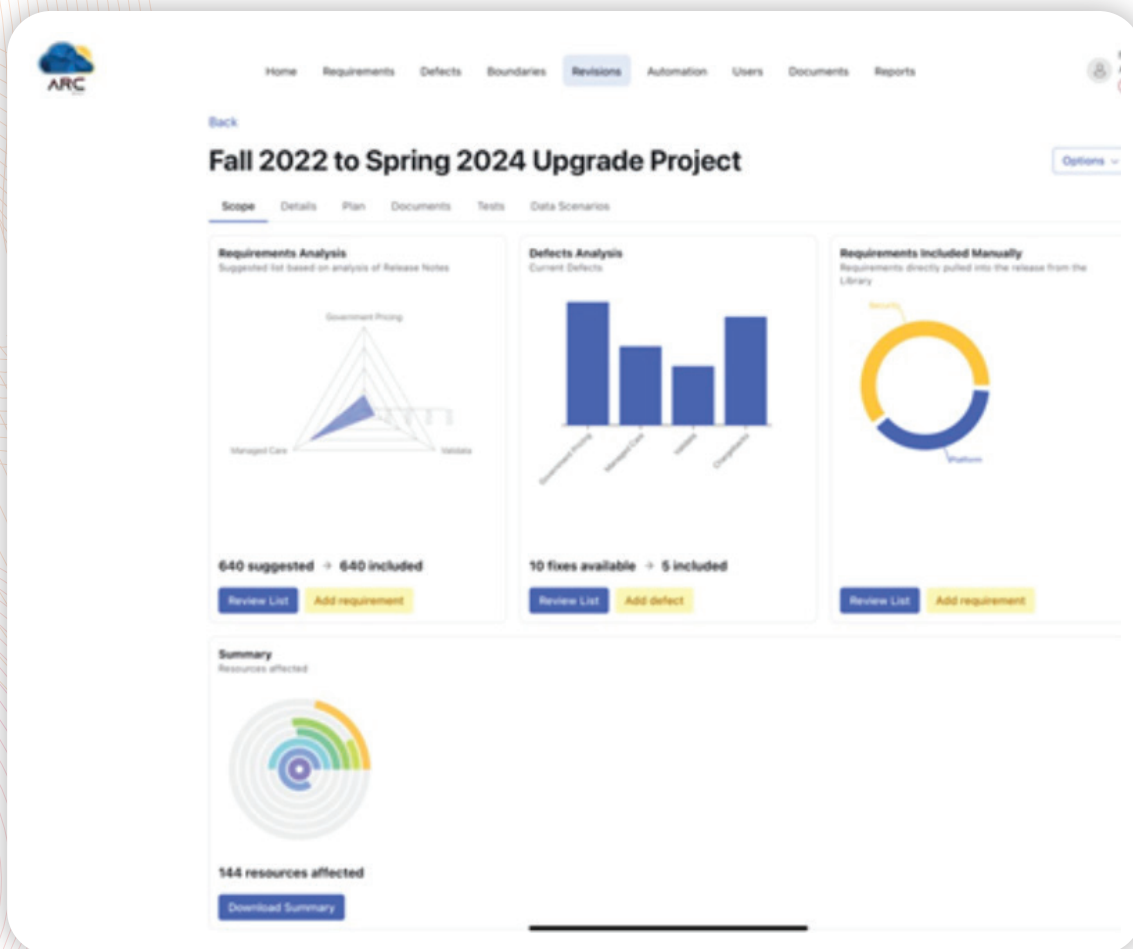 ARC
Home Requirements Defects Boundaries Revisions Automation Users Documents Reports
Back
Fall 2022 to Spring 2024 Upgrade Project
Options
Scope Details Plan Documents Tests Data Scenarios
Requirements Analysis
Suggested list based on analysis of Release Notes
Government Pricing
Managed Care
Validata
640 suggested → 640 included
Review List Add requirement
Defects Analysis
Current Defects
Government Pricing
Managed Care
Validata
Chargebacks
10 fixes available → 5 included
Review List Add defect
Requirements Included Manually
Requirements directly pulled into the release from the
Library
Security
Platform
Review List Add requirement
Summary
Resources affected
144 resources affected
Download Summary